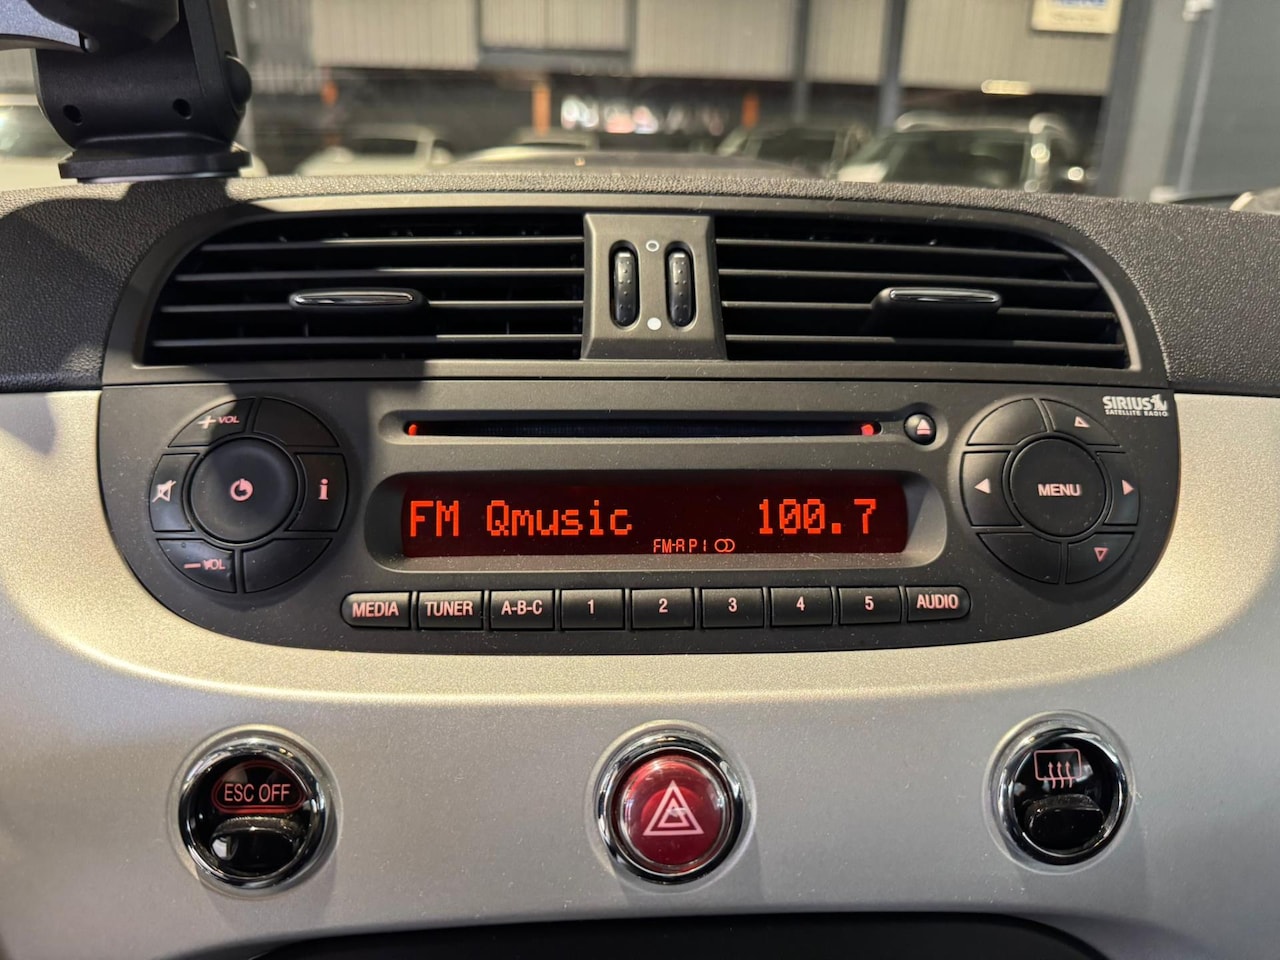 SIRIUS
SATELLITE RADIO
+ VOL
i
MENU
FM Qmusic 100.7
FM-A P I
− VOL
MEDIA TUNER A-B-C 1 2 3 4 5 AUDIO
ESC OFF